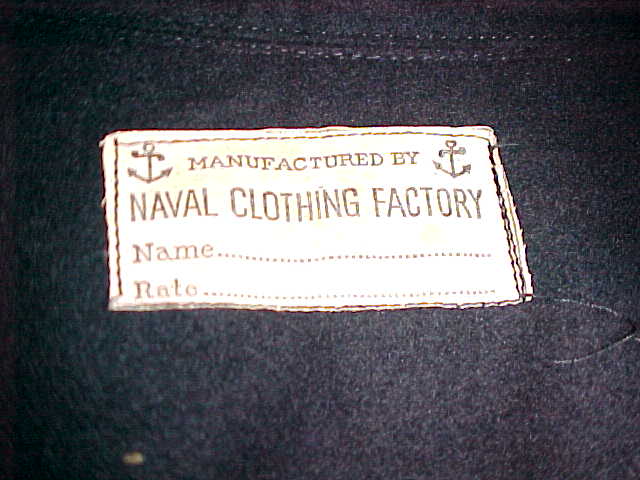 MANUFACTURED BY
NAVAL CLOTHING FACTORY
Name........................................
Rate..........................................